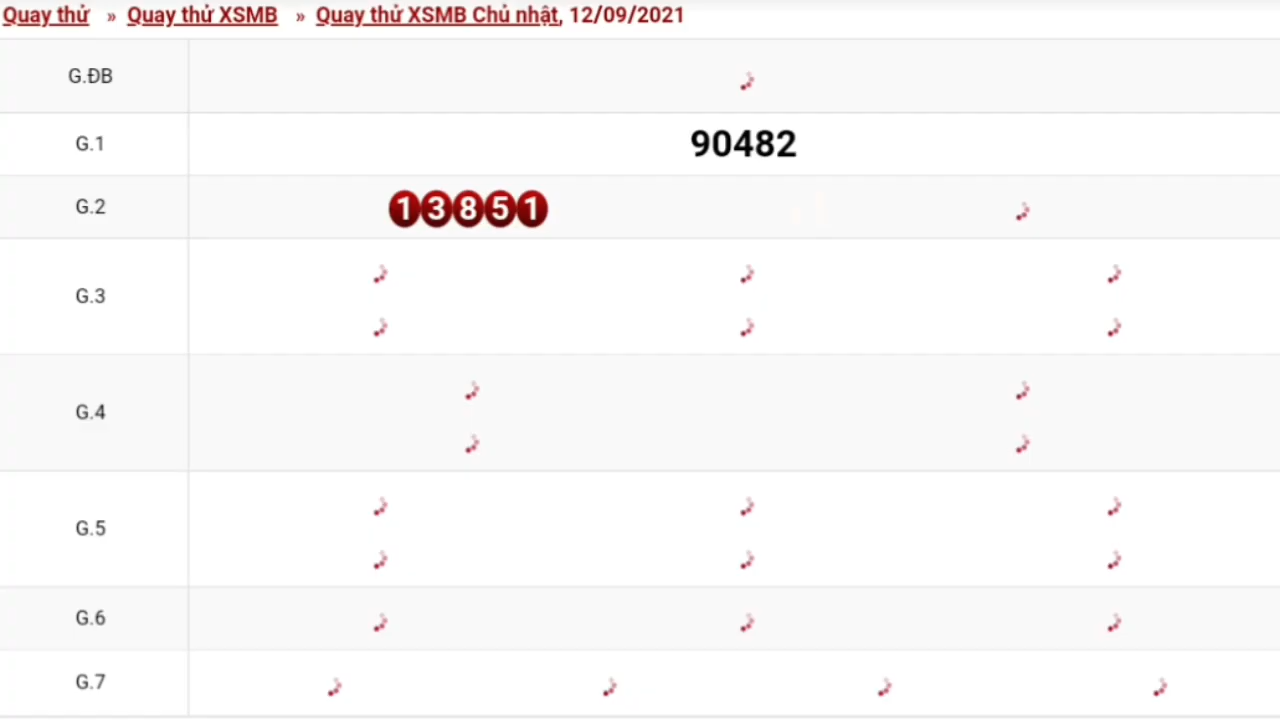 Quay thử » Quay thử XSMB » Quay thử XSMB Chủ nhật, 12/09/2021
G.ĐB
G.1 90482
G.2 13851
G.3
G.4
G.5
G.6
G.7